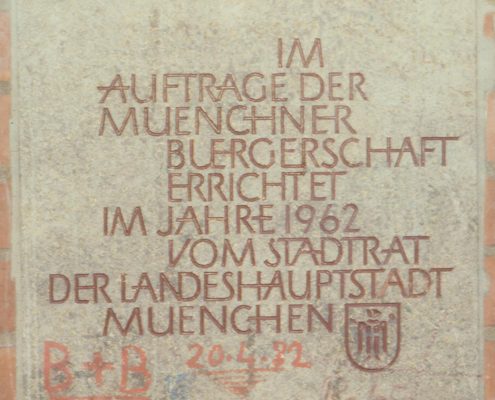 IM
AUFTRAGE DER
MUENCHNER
BUERGERSCHAFT
ERRICHTET
IM JAHRE 1962
VOM STADTRAT
DER LANDESHAUPTSTADT
MUENCHEN
B+B 20.4.82